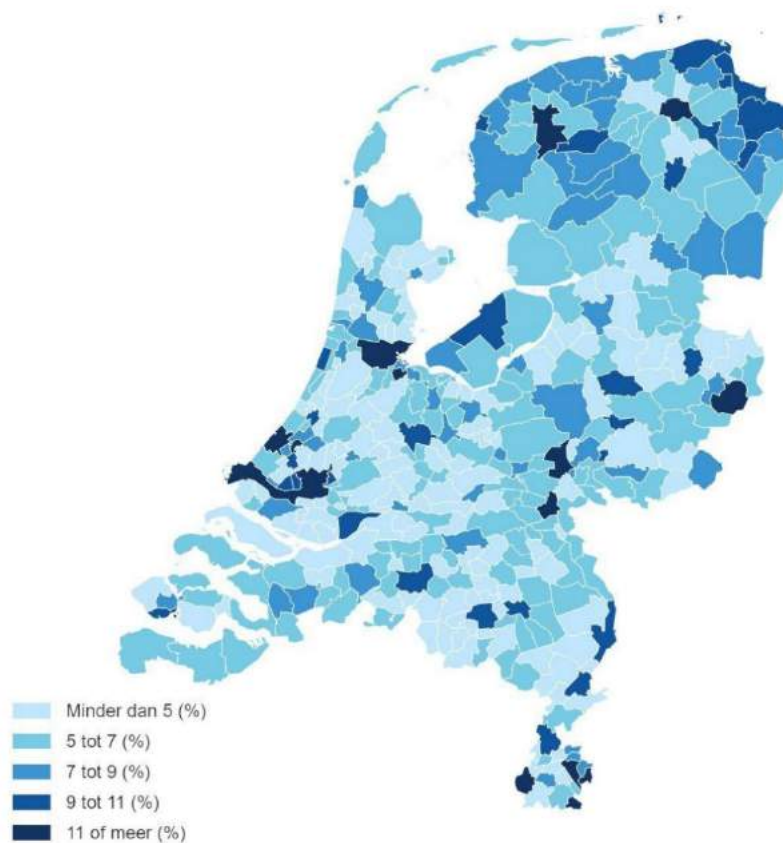 Minder dan 5 (%)
5 tot 7 (%)
7 tot 9 (%)
9 tot 11 (%)
11 of meer (%)